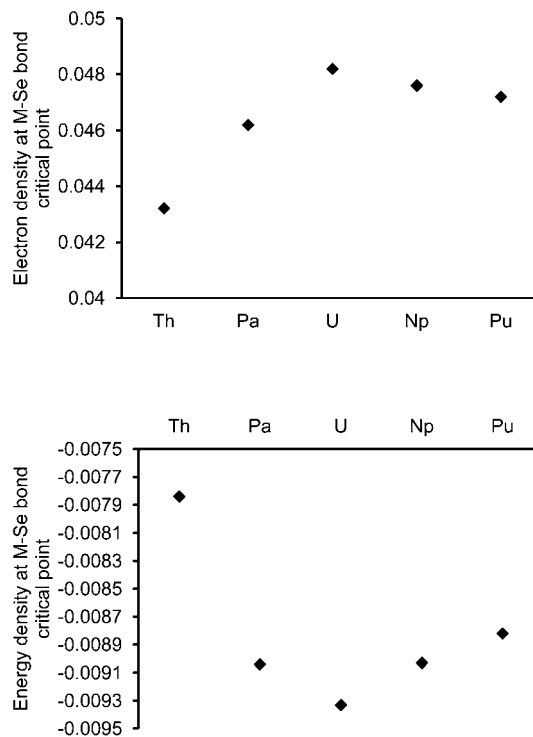 Electron density at M-Se bond
critical point
0.05
0.048
0.046
0.044
0.042
0.04
Th Pa U Np Pu
Energy density at M-Se bond
critical point
Th Pa U Np Pu
-0.0075
-0.0077
-0.0079
-0.0081
-0.0083
-0.0085
-0.0087
-0.0089
-0.0091
-0.0093
-0.0095